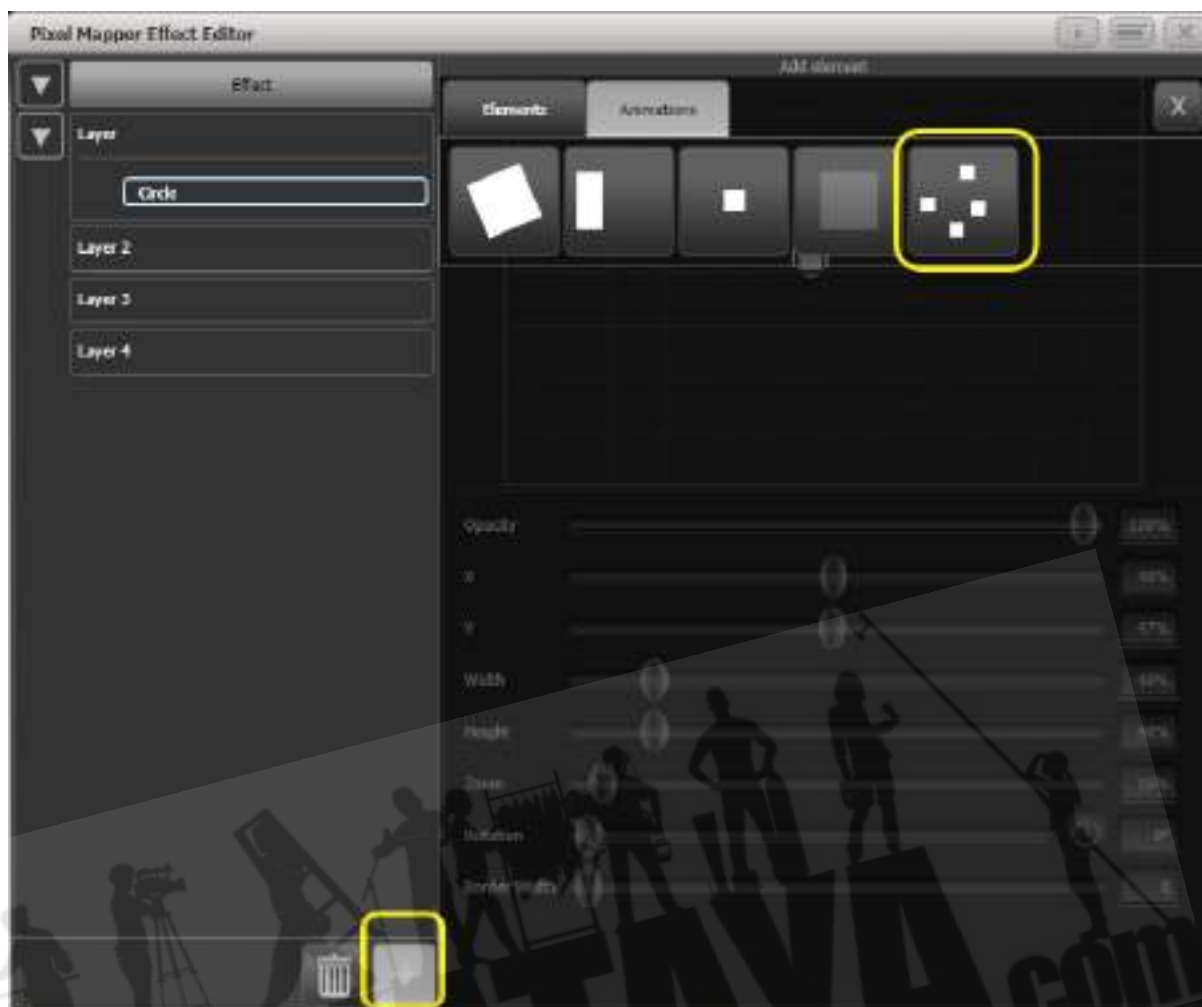 Pixel Mapper Effect Editor
Add element
Effect
Elements
Animations
X
Layer
Circle
Layer 2
Layer 3
Layer 4
Opacity
X
Y
Width
Height
Zoom
Rotation
Border Width
.com